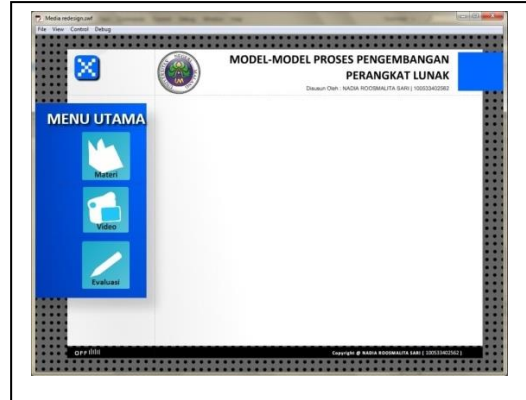 Media redesign.swf
File View Control Debug
MODEL-MODEL PROSES PENGEMBANGAN
PERANGKAT LUNAK
Disusun Oleh : NADIA ROOSMALITA SARI | 100533402562
MENU UTAMA
Materi
Video
Evaluasi
OFF
Copyright @ NADIA ROOSMALITA SARI ( 100533402562 )